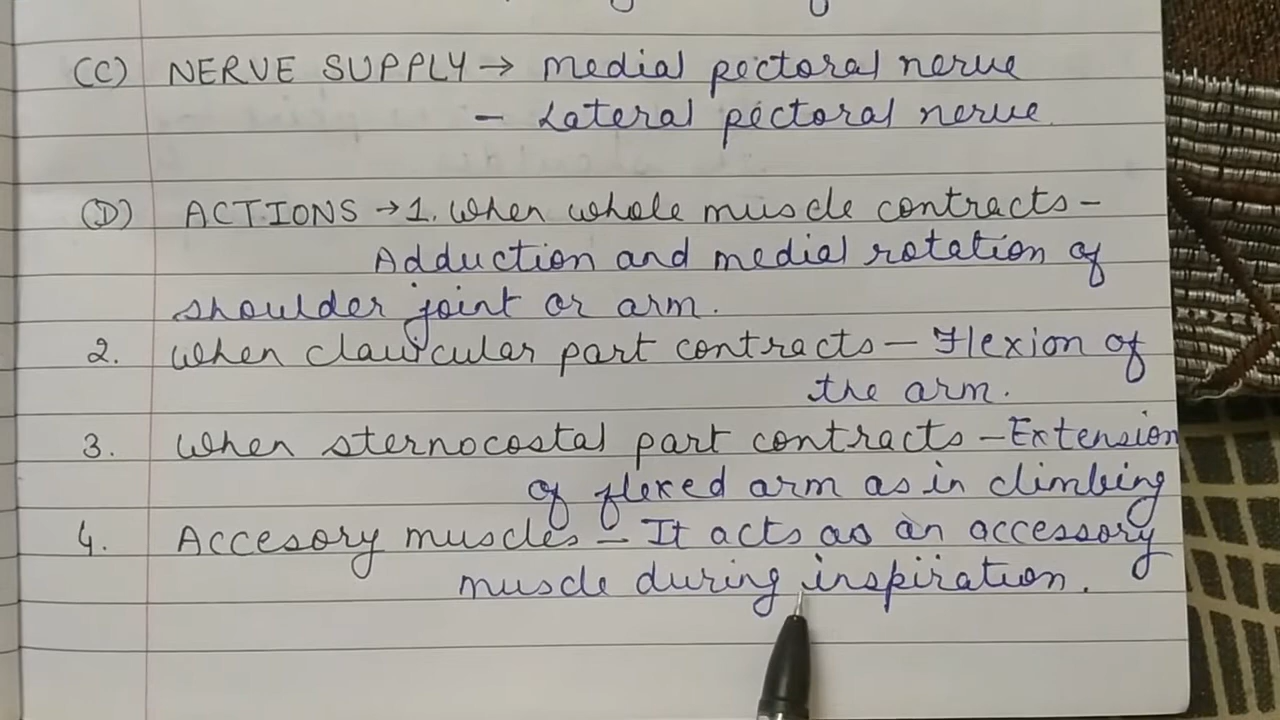 (C) NERVE SUPPLY → medial pectoral nerve
- Lateral pectoral nerve
(D) ACTIONS → 1. When whole muscle contracts -
Adduction and medial rotation of
shoulder joint or arm.
2. When clavicular part contracts - Flexion of
the arm.
3. When sternocostal part contracts - Extension
of flexed arm as in climbing
4. Accesory muscles - It acts as an accessory
muscle during inspiration.